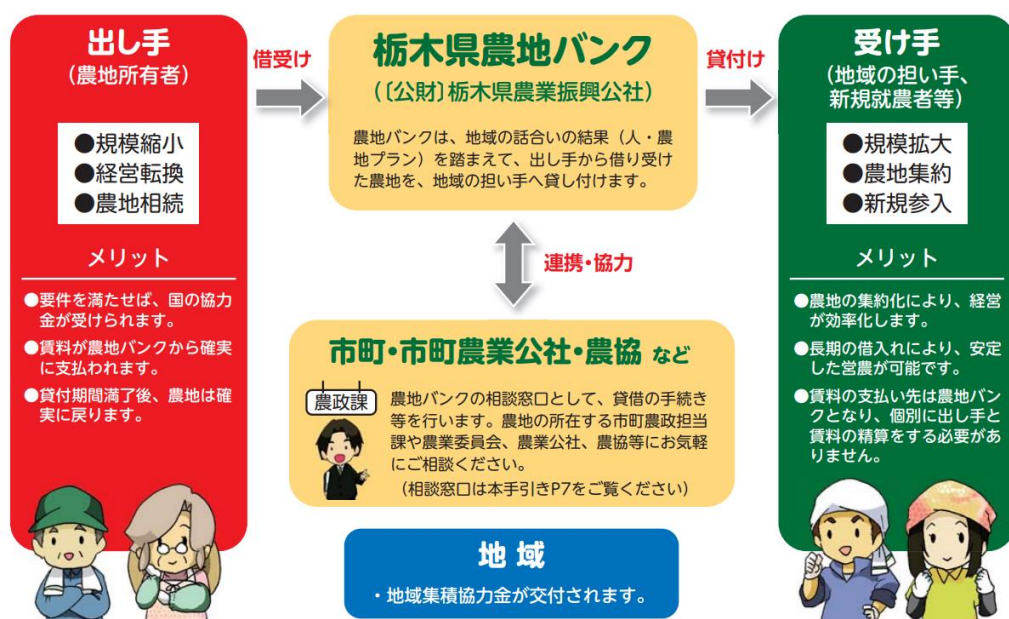 出し手
(農地所有者)
●規模縮小
●経営転換
●農地相続
メリット
●要件を満たせば、国の協力
金が受けられます。
●賃料が農地バンクから確実
に支払われます。
●貸付期間満了後、農地は確
実に戻ります。
借受け
栃木県農地バンク
(〔公財〕栃木県農業振興公社)
農地バンクは、地域の話合いの結果(人・農
地プラン)を踏まえて、出し手から借り受け
た農地を、地域の担い手へ貸し付けます。
貸付け
連携・協力
市町・市町農業公社・農協 など
農政課
農地バンクの相談窓口として、貸借の手続き
等を行います。農地の所在する市町農政担当
課や農業委員会、農業公社、農協等にお気軽
にご相談ください。
(相談窓口は本手引きP7をご覧ください)
地 域
・地域集積協力金が交付されます。
受け手
(地域の担い手、
新規就農者等)
●規模拡大
●農地集約
●新規参入
メリット
●農地の集約化により、経営
が効率化します。
●長期の借入れにより、安定
した営農が可能です。
●賃料の支払い先は農地バン
クとなり、個別に出し手と
賃料の精算をする必要があ
りません。